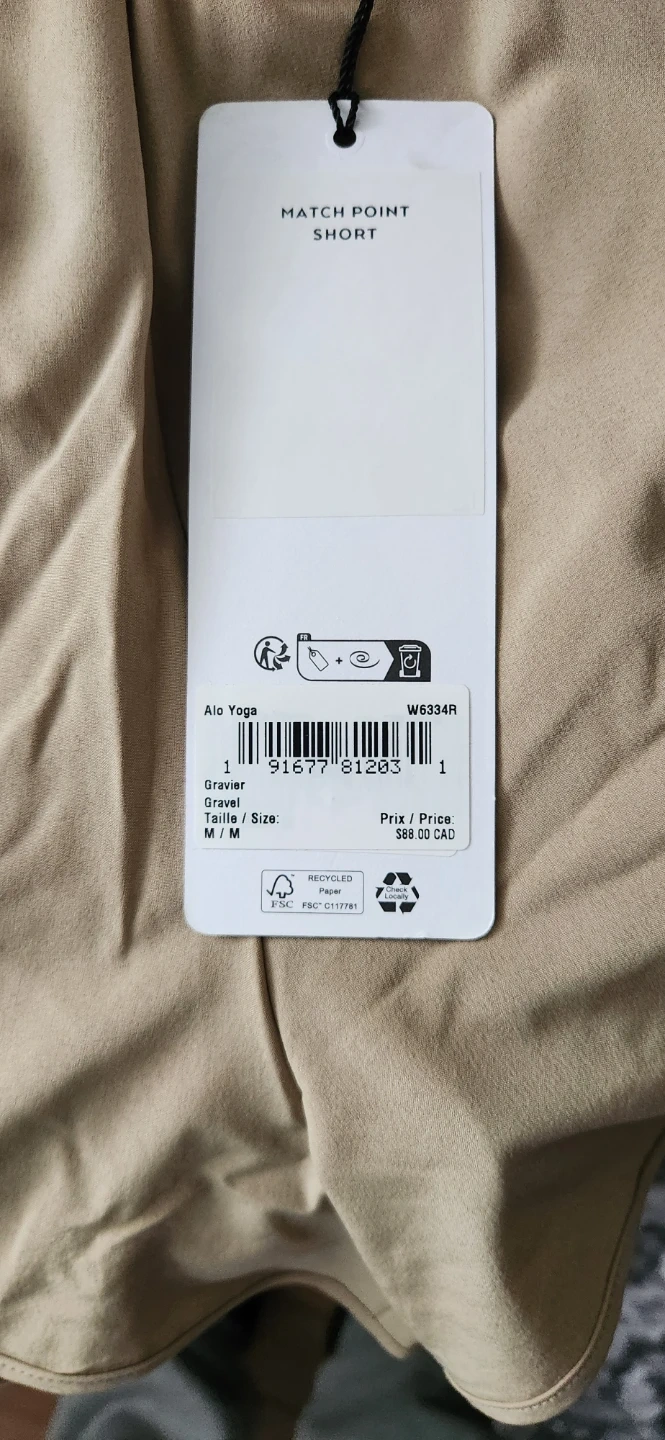 MATCH POINT
SHORT
FR
Alo Yoga W6334R
1 91677 81203 1
Gravier
Gravel
Taille / Size: Prix / Price:
M / M $88.00 CAD
FSC RECYCLED Paper FSC™ C117781
Check Locally